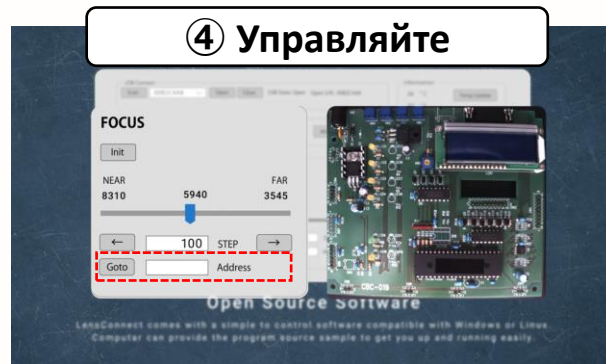 ④ Управляйте
FOCUS
Init
NEAR
FAR
8310
5940
3545
←
100
STEP
→
Goto
Address
CBC-019
Open Source Software
LensConnect comes with a simple to control software compatible with Windows or Linux.
Computer can provide the program source sample to get you up and running easily.